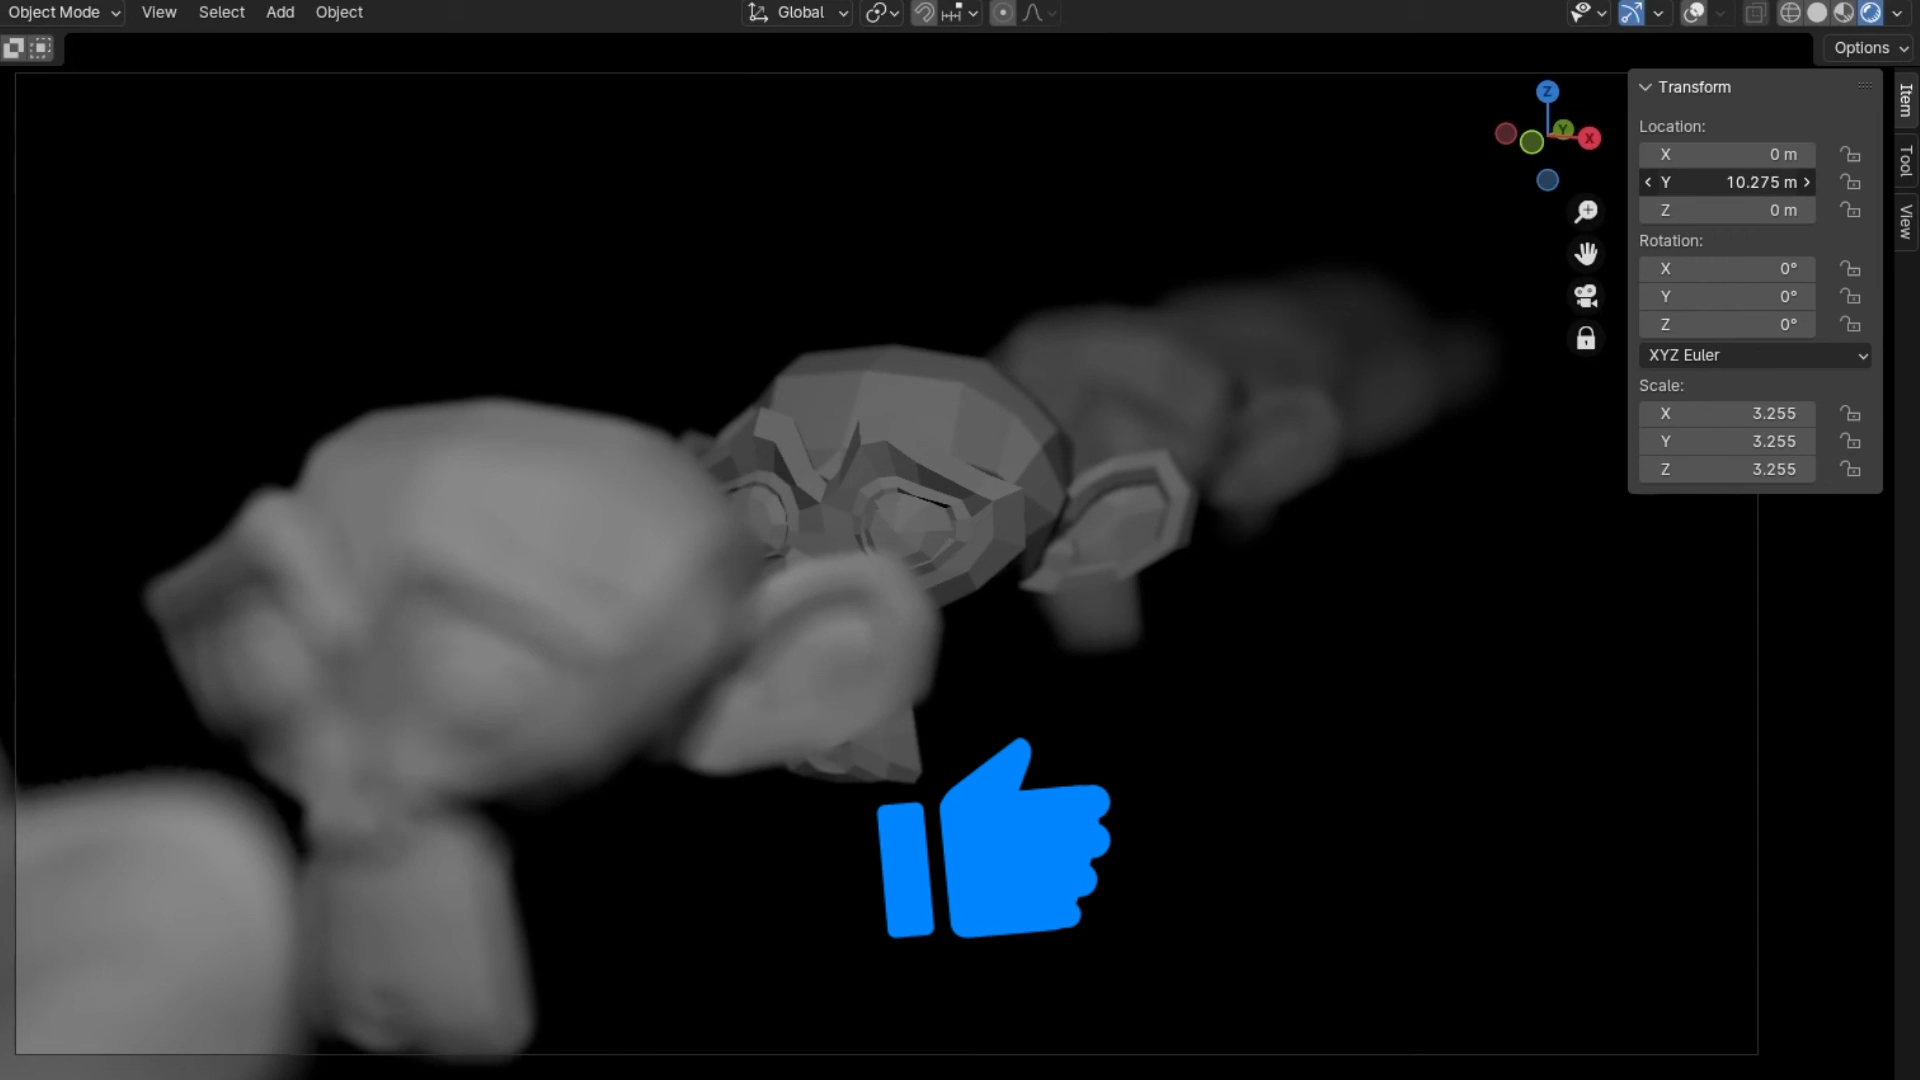 Object Mode View Select Add Object Global
Options
Z
Y
X
Transform
Location:
X 0 m
Y 10.275 m
Z 0 m
Rotation:
X 0°
Y 0°
Z 0°
XYZ Euler
Scale:
X 3.255
Y 3.255
Z 3.255
Item
Tool
View